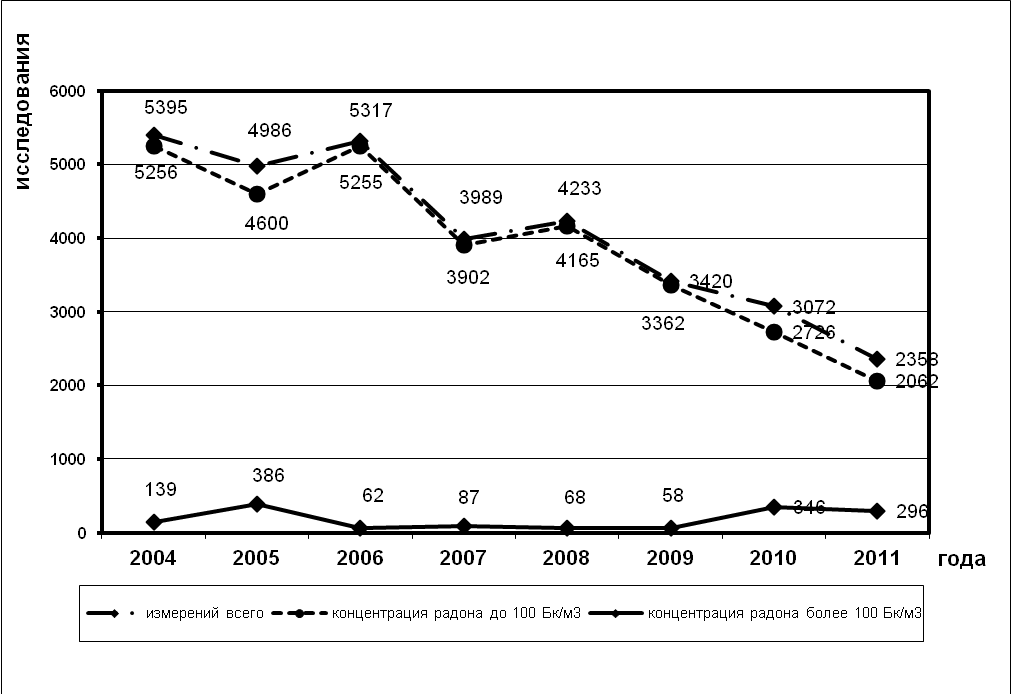 исследования
6000
5000
4000
3000
2000
1000
0
5395 4986 5317 3989 4233 3420 3072 2358
5256 4600 5255 3902 4165 3362 2726 2062
139 386 62 87 68 58 346 296
2004 2005 2006 2007 2008 2009 2010 2011 года
измерений всего концентрация радона до 100 Бк/м3 концентрация радона более 100 Бк/м3